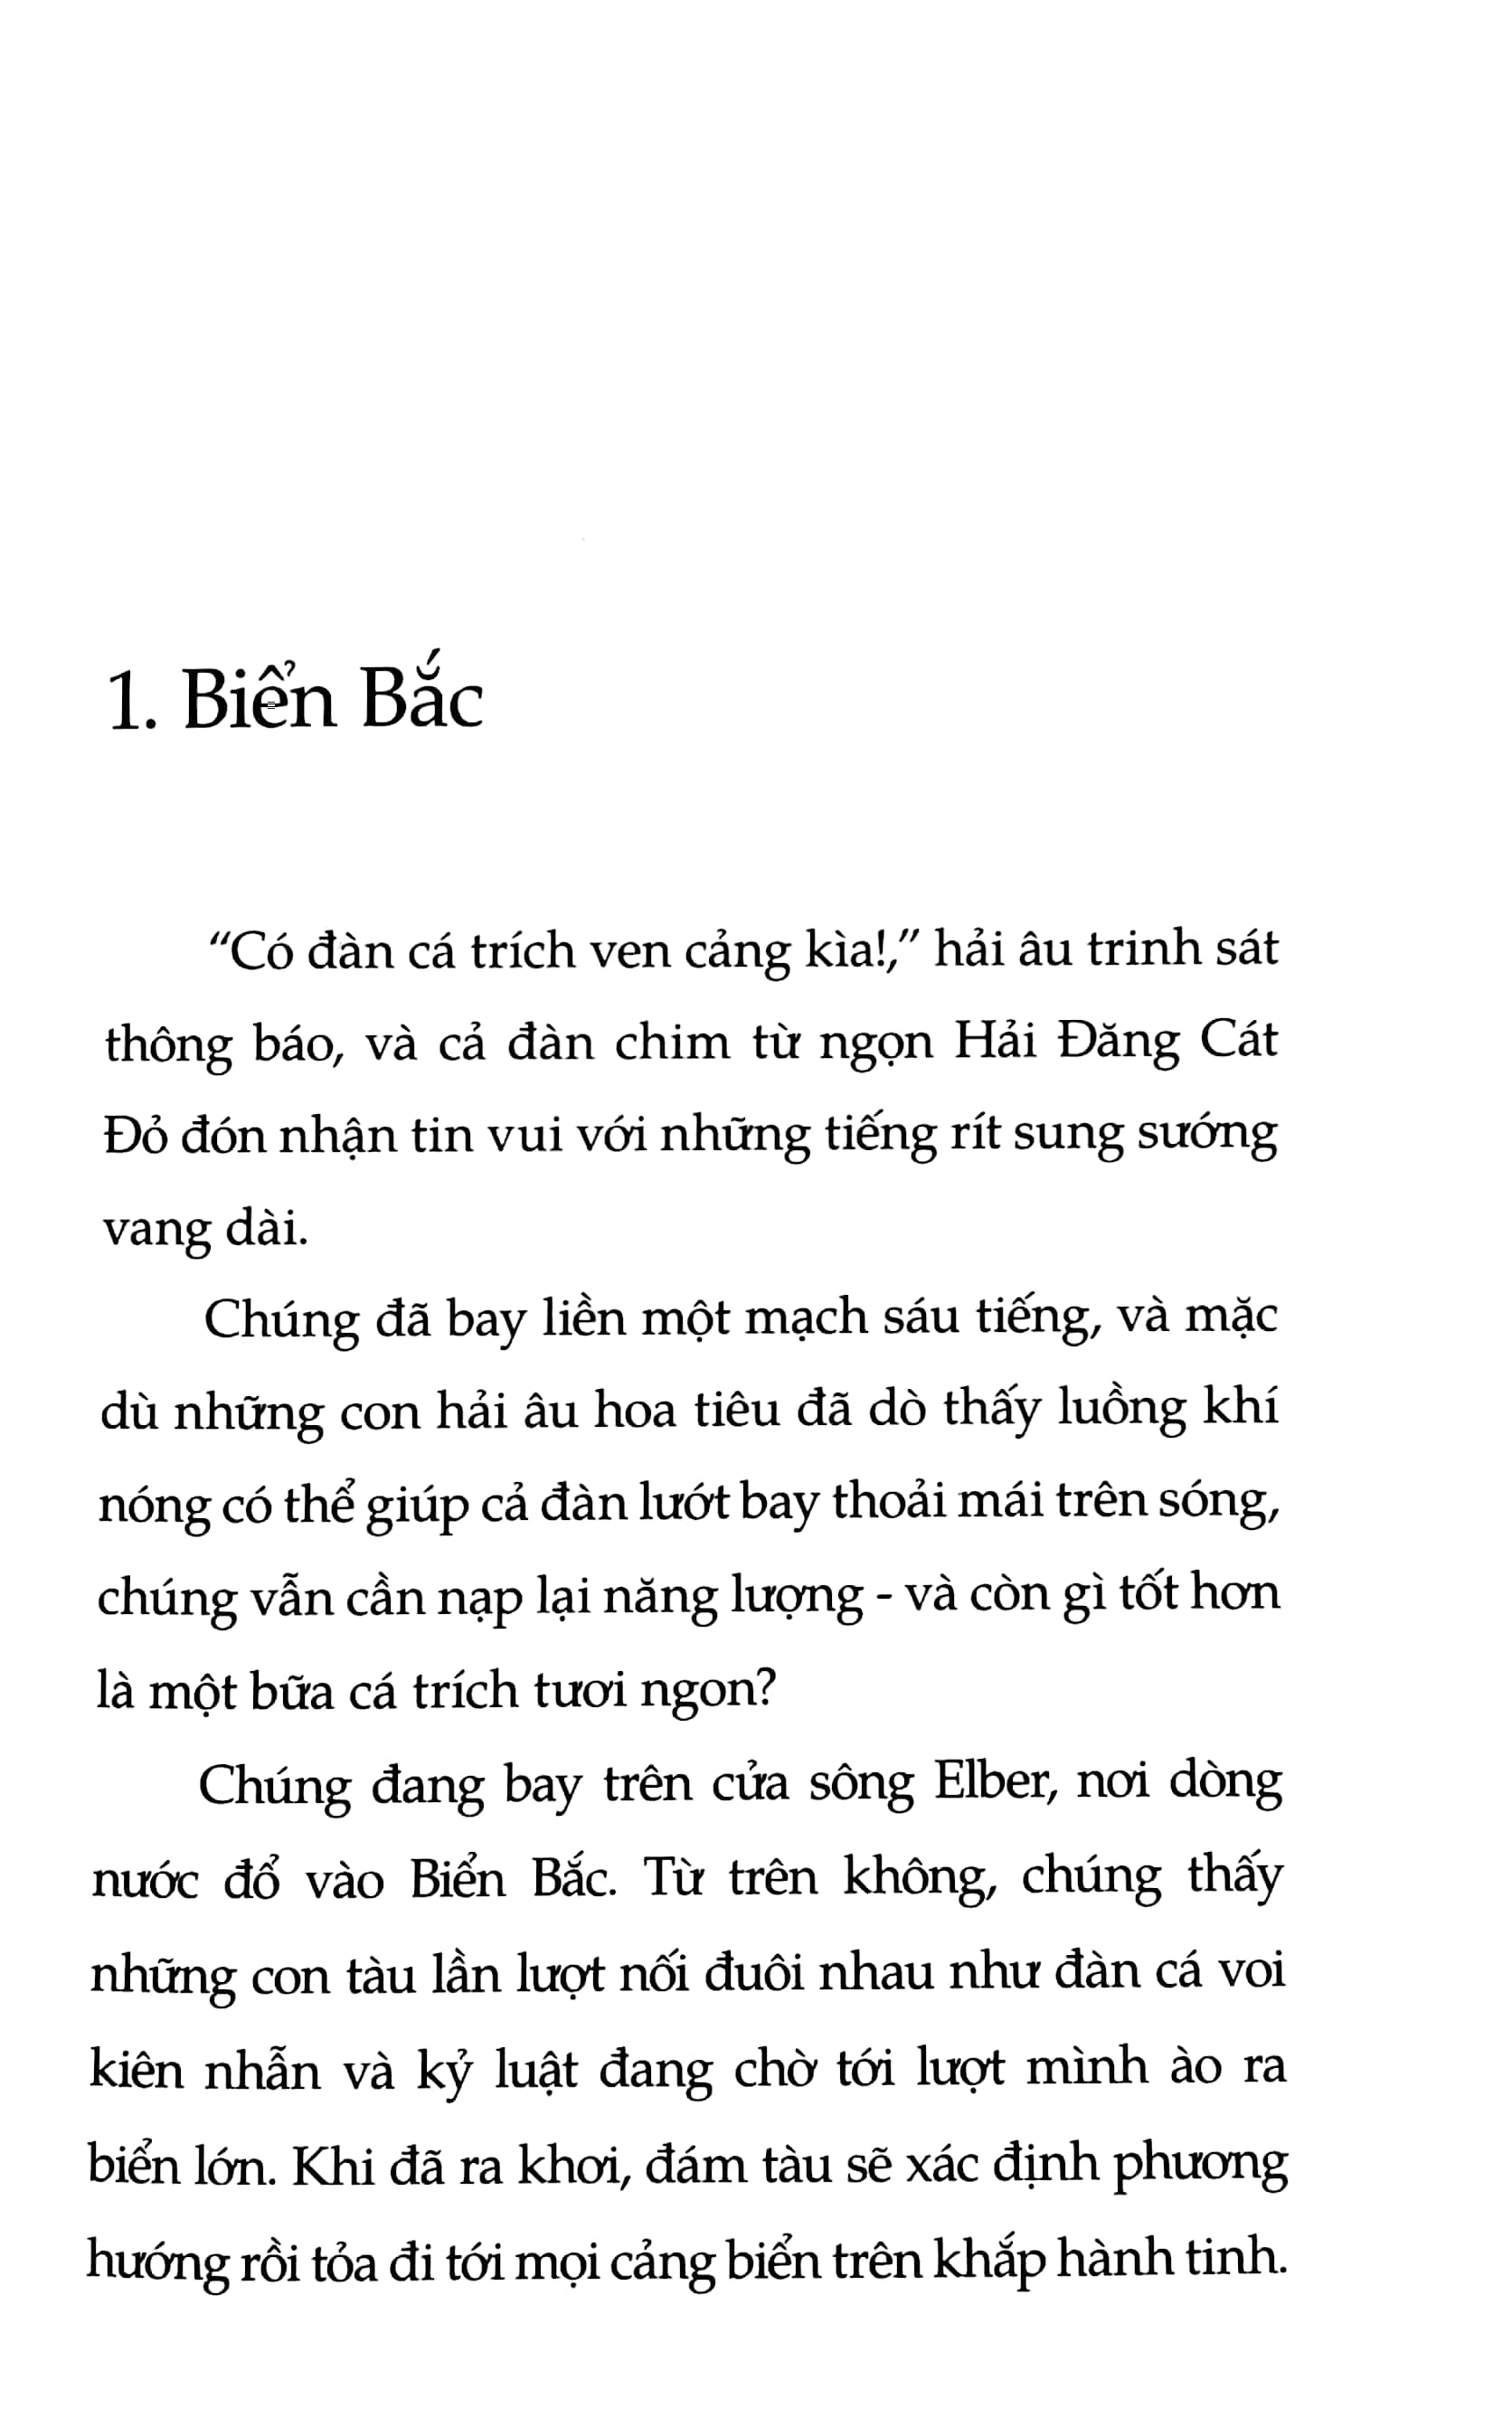 1. Biển Bắc
“Có đàn cá trích ven cảng kìa!,” hải âu trinh sát
thông báo, và cả đàn chim từ ngọn Hải Đăng Cát
Đỏ đón nhận tin vui với những tiếng rít sung sướng
vang dài.
Chúng đã bay liền một mạch sáu tiếng, và mặc
dù những con hải âu hoa tiêu đã dò thấy luồng khí
nóng có thể giúp cả đàn lướt bay thoải mái trên sóng,
chúng vẫn cần nạp lại năng lượng - và còn gì tốt hơn
là một bữa cá trích tươi ngon?
Chúng đang bay trên cửa sông Elber, nơi dòng
nước đổ vào Biển Bắc. Từ trên không, chúng thấy
những con tàu lần lượt nối đuôi nhau như đàn cá voi
kiên nhẫn và kỷ luật đang chờ tới lượt mình ào ra
biển lớn. Khi đã ra khơi, đám tàu sẽ xác định phương
hướng rồi tỏa đi tới mọi cảng biển trên khắp hành tinh.